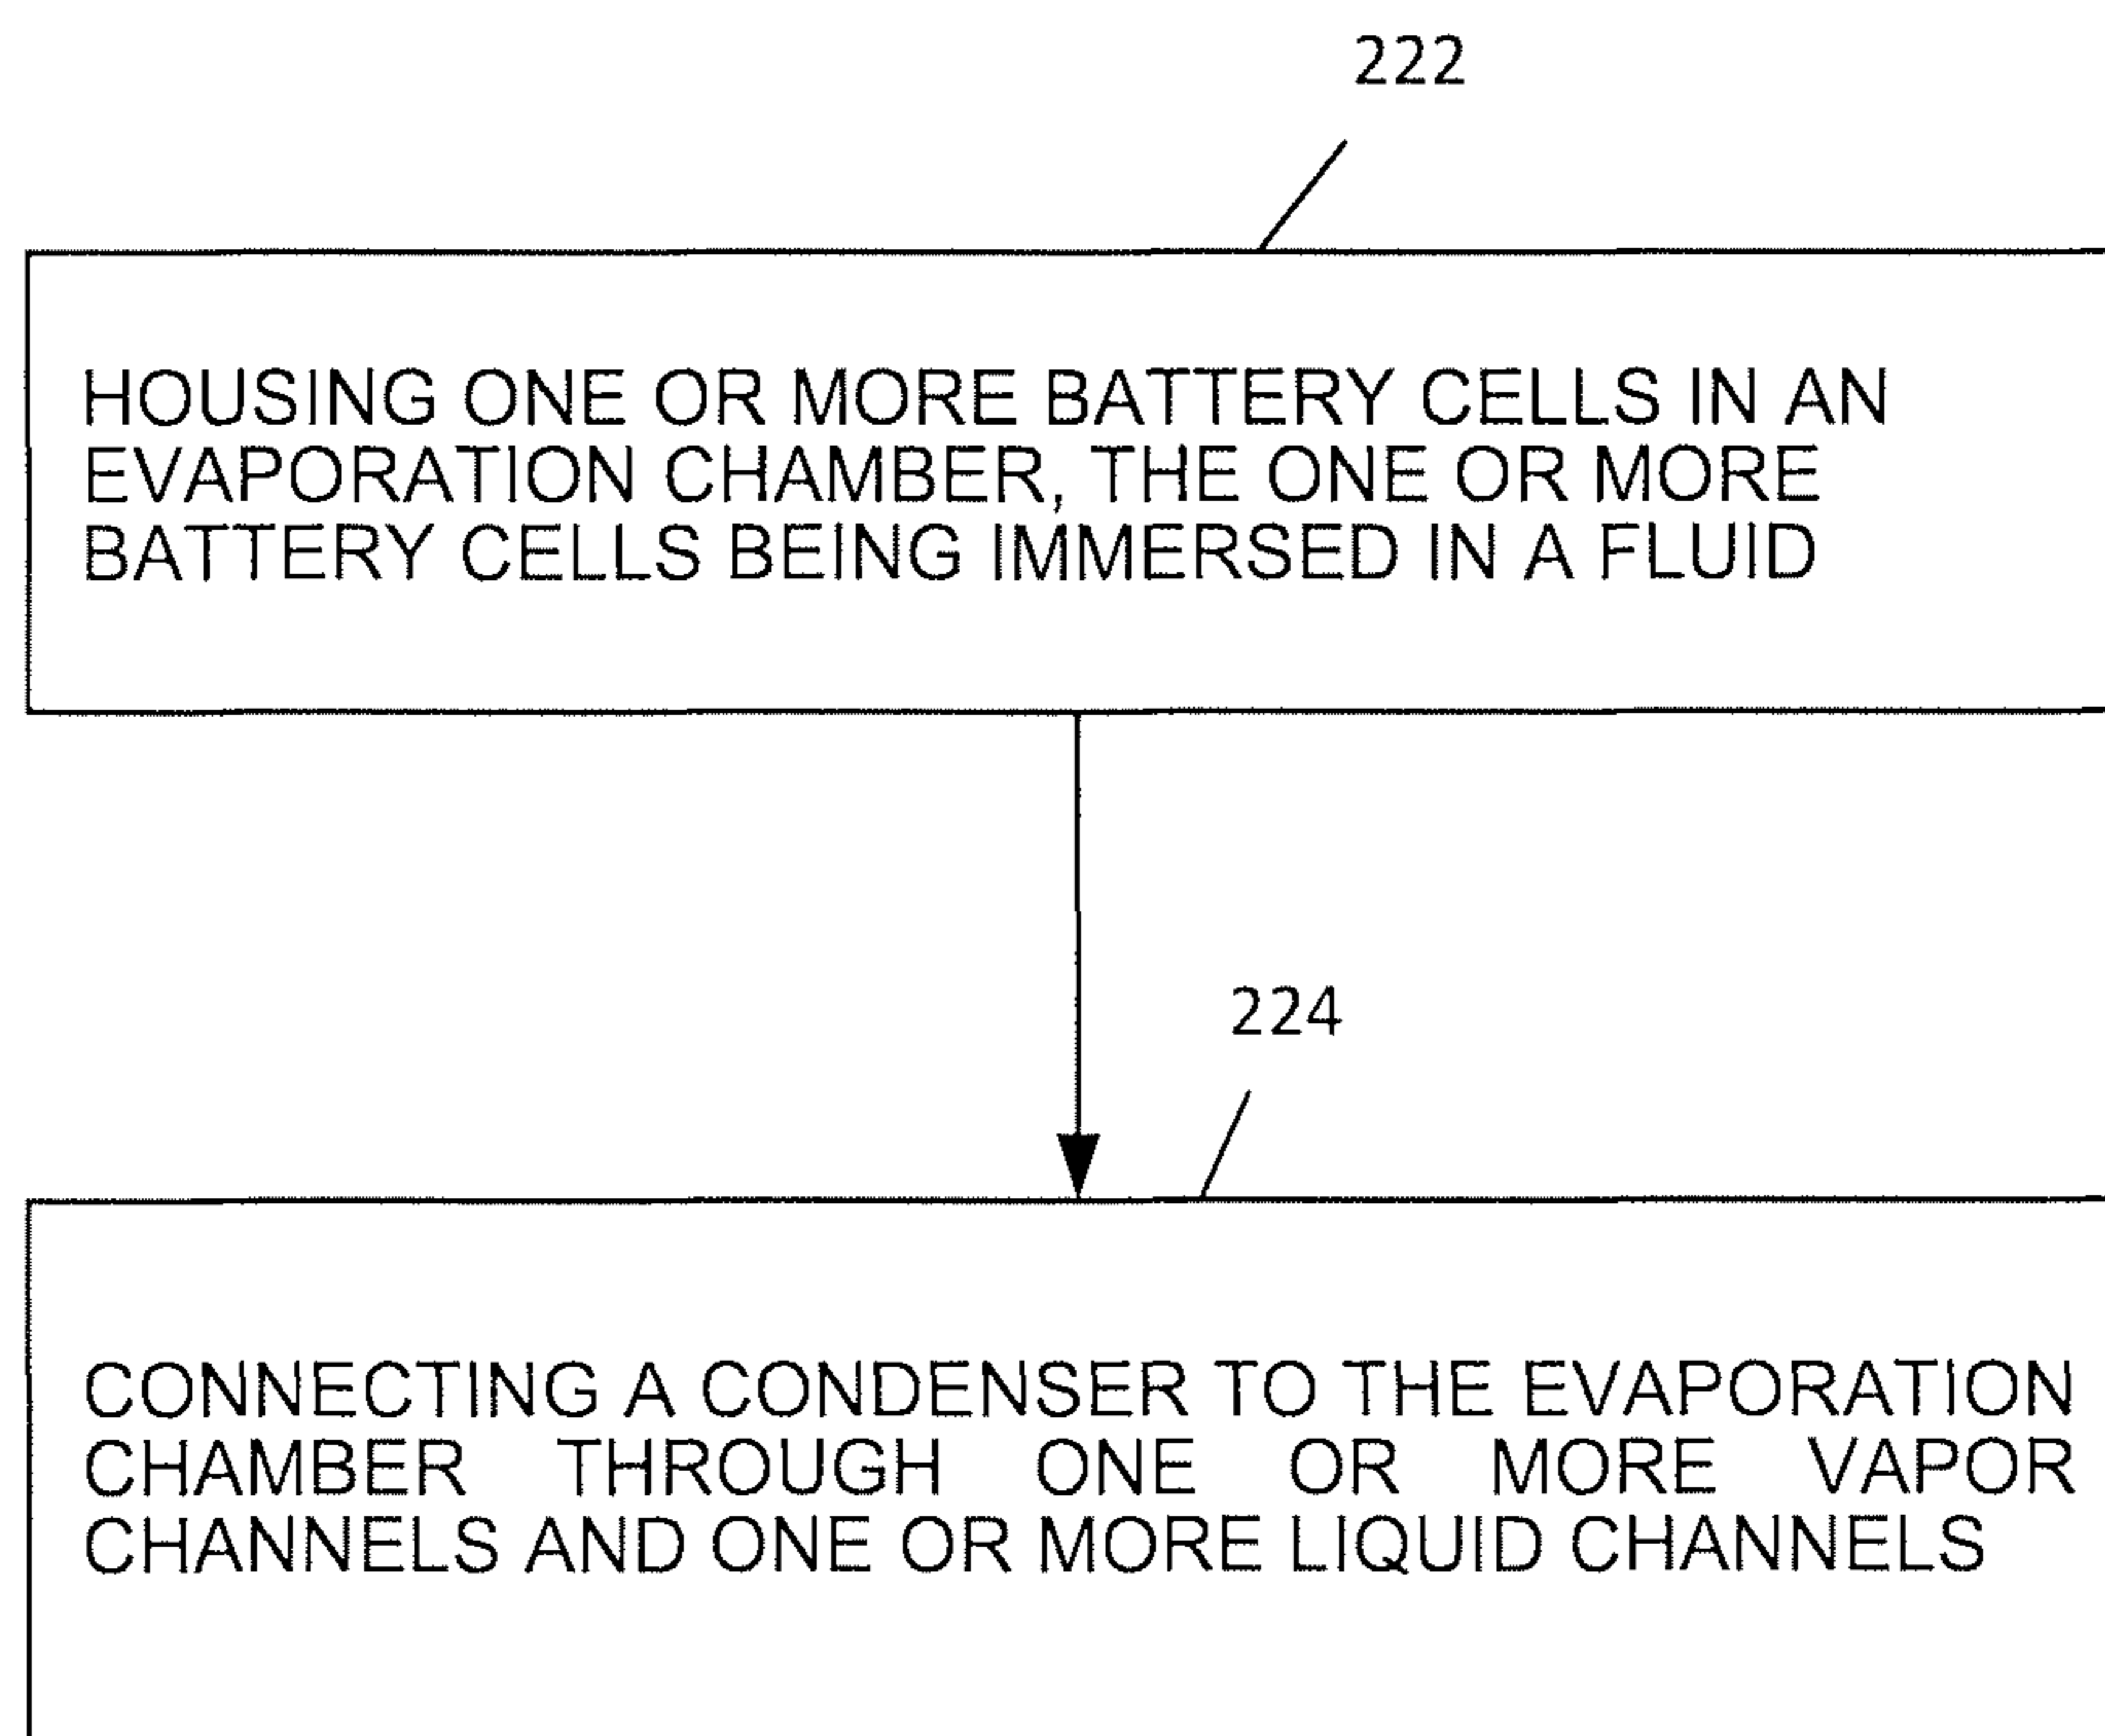 222
HOUSING ONE OR MORE BATTERY CELLS IN AN
EVAPORATION CHAMBER, THE ONE OR MORE
BATTERY CELLS BEING IMMERSED IN A FLUID
224
CONNECTING A CONDENSER TO THE EVAPORATION
CHAMBER THROUGH ONE OR MORE VAPOR
CHANNELS AND ONE OR MORE LIQUID CHANNELS